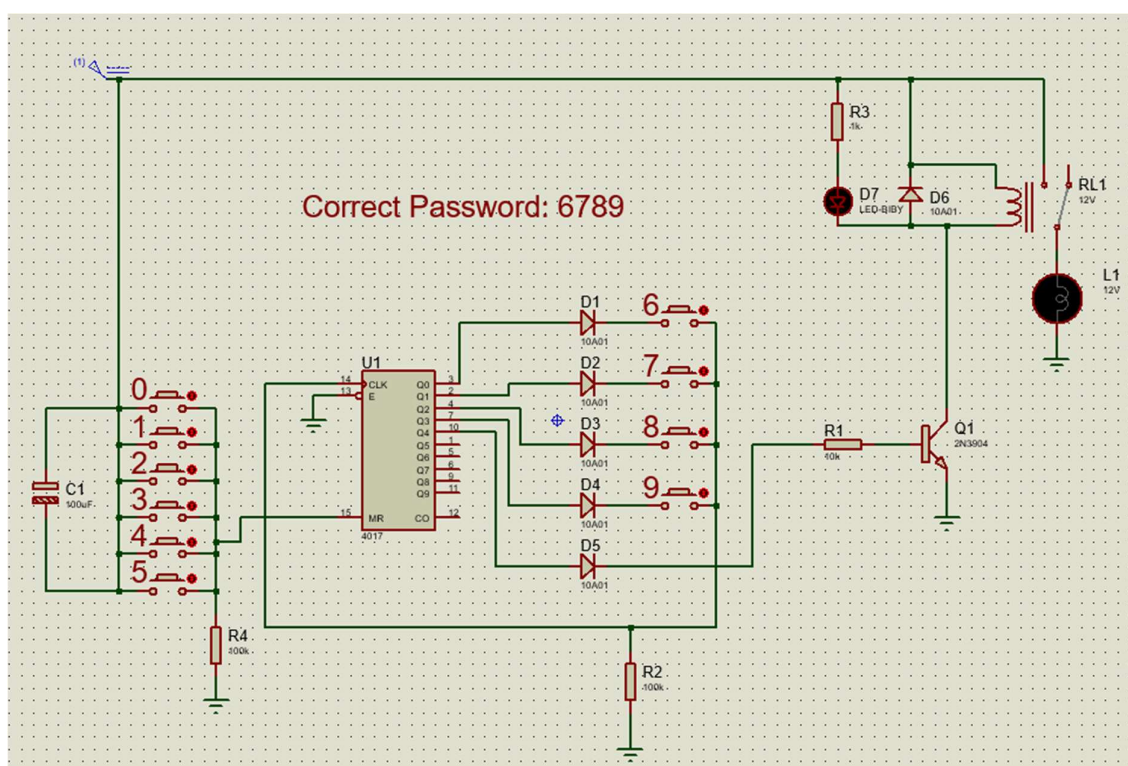 (1)
R3
1k
D7
LED-BIBY
D6
10A01
RL1
12V
Correct Password: 6789
L1
12V
D1
10A01
6
D2
10A01
7
D3
10A01
8
D4
10A01
9
D5
10A01
U1
14 CLK Q0 3
13 E Q1 2
Q2 4
Q3 7
Q4 10
Q5 1
Q6 5
Q7 6
Q8 9
Q9 11
15 MR CO 12
4017
0
1
2
3
4
5
C1
100uF
R4
100k
R2
100k
R1
Q1
2N3904